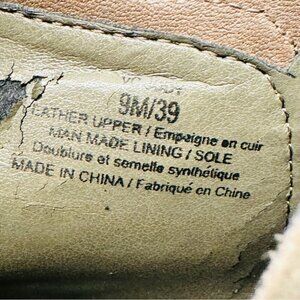 9M/39
LEATHER UPPER / Empeigne en cuir
MAN MADE LINING / SOLE
Doublure et semelle synthétique
MADE IN CHINA / Fabriqué en Chine